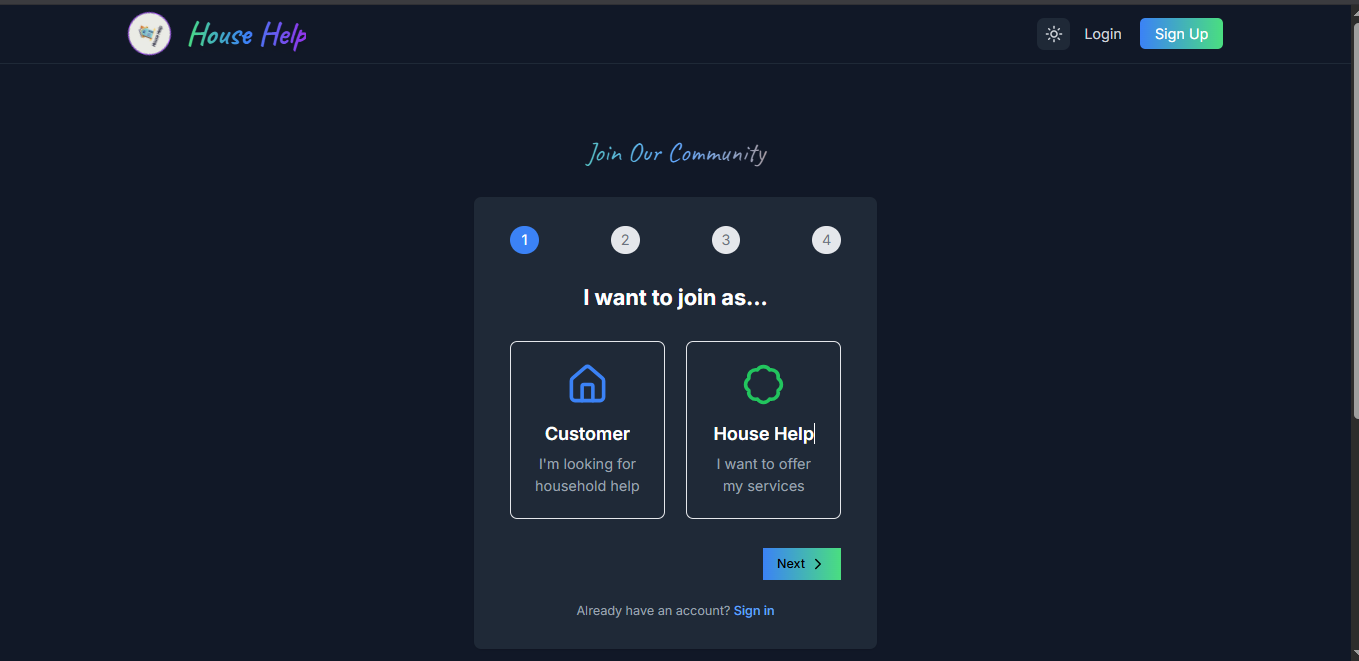 House Help
Login
Sign Up
Join Our Community
1
2
3
4
I want to join as...
Customer
I'm looking for
household help
House Help
I want to offer
my services
Next
Already have an account? Sign in